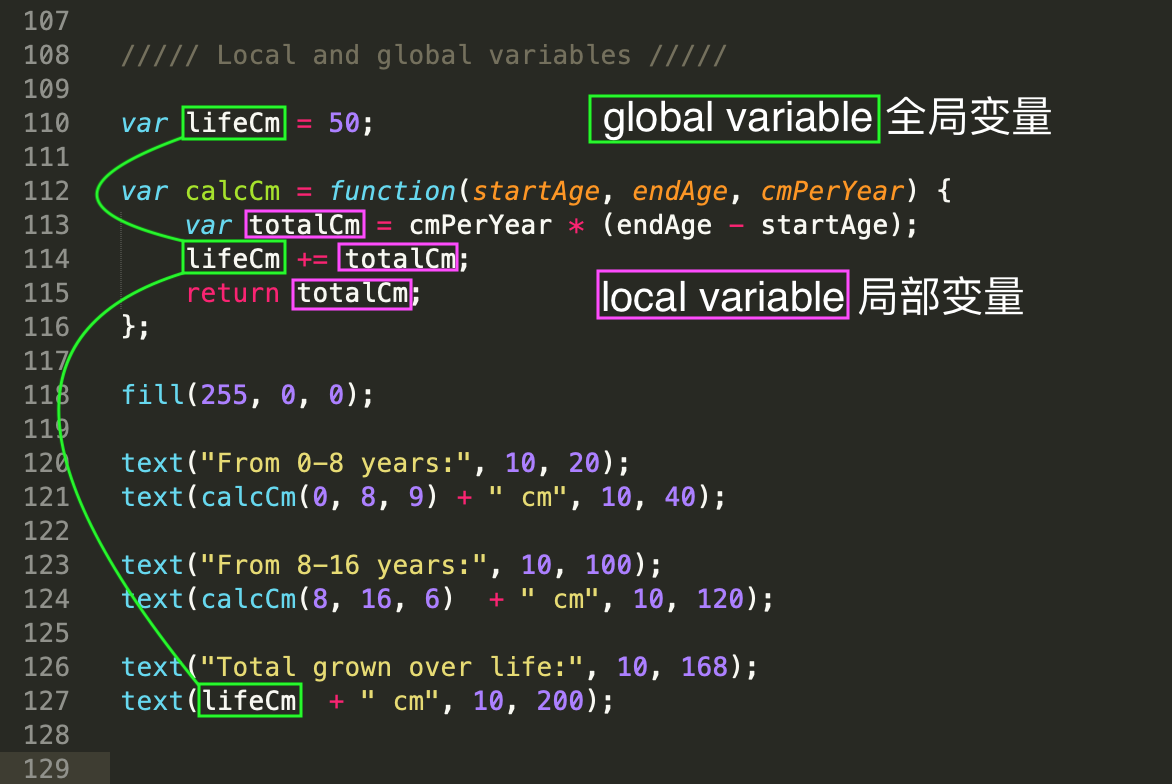 107
108 ///// Local and global variables /////
109
110 var lifeCm = 50; global variable 全局变量
111
112 var calcCm = function(startAge, endAge, cmPerYear) {
113 var totalCm = cmPerYear * (endAge - startAge);
114 lifeCm += totalCm;
115 return totalCm; local variable 局部变量
116 };
117
118 fill(255, 0, 0);
119
120 text("From 0-8 years:", 10, 20);
121 text(calcCm(0, 8, 9) + " cm", 10, 40);
122
123 text("From 8-16 years:", 10, 100);
124 text(calcCm(8, 16, 6)  + " cm", 10, 120);
125
126 text("Total grown over life:", 10, 168);
127 text(lifeCm  + " cm", 10, 200);
128
129